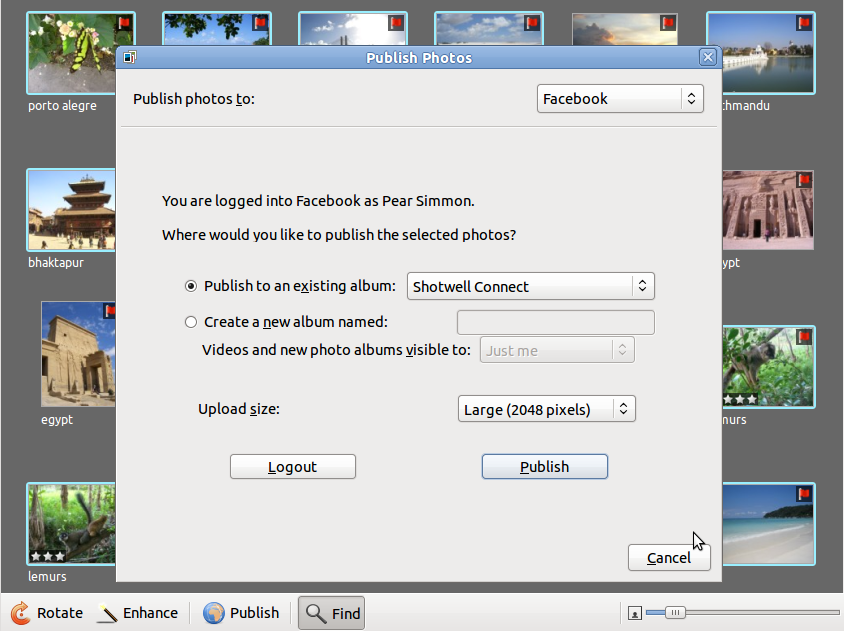 Publish Photos
Publish photos to:
Facebook
You are logged into Facebook as Pear Simmon.
Where would you like to publish the selected photos?
Publish to an existing album:
Shotwell Connect
Create a new album named:
Videos and new photo albums visible to:
Just me
Upload size:
Large (2048 pixels)
Logout
Publish
Cancel
porto alegre
hmandu
bhaktapur
ypt
egypt
murs
lemurs
Rotate
Enhance
Publish
Find